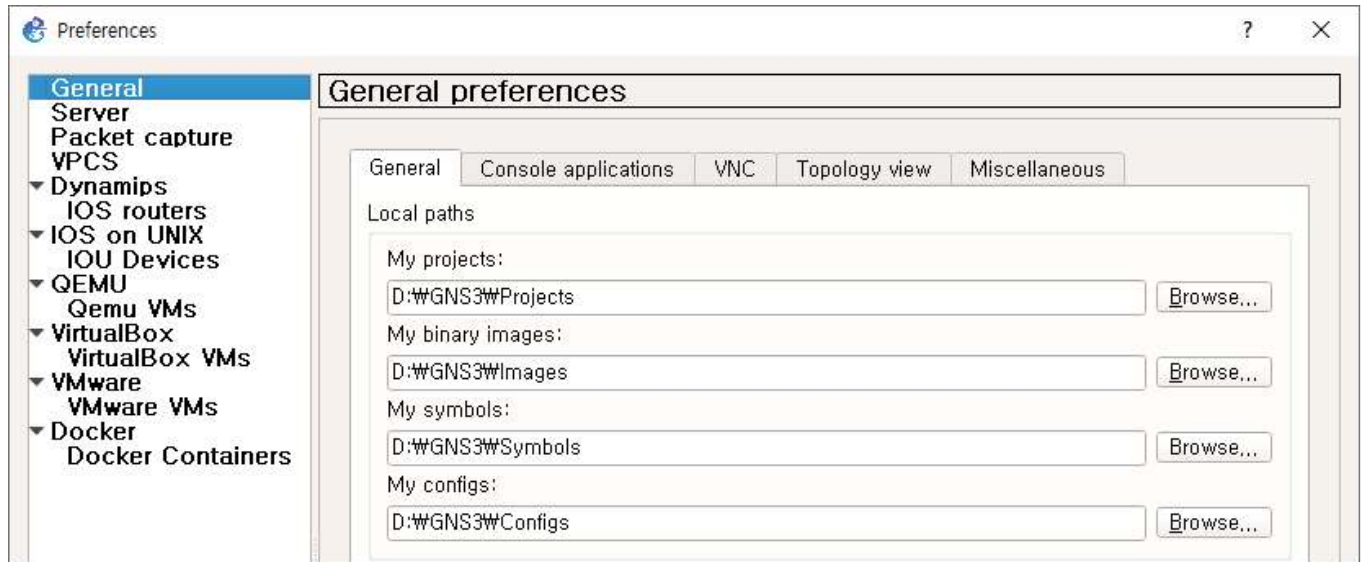 Preferences
?
General
Server
Packet capture
VPCS
Dynamips
IOS routers
IOS on UNIX
IOU Devices
QEMU
Qemu VMs
VirtualBox
VirtualBox VMs
VMware
VMware VMs
Docker
Docker Containers
General preferences
General Console applications VNC Topology view Miscellaneous
Local paths
My projects:
D:₩GNS3₩Projects Browse...
My binary images:
D:₩GNS3₩Images Browse...
My symbols:
D:₩GNS3₩Symbols Browse...
My configs:
D:₩GNS3₩Configs Browse...